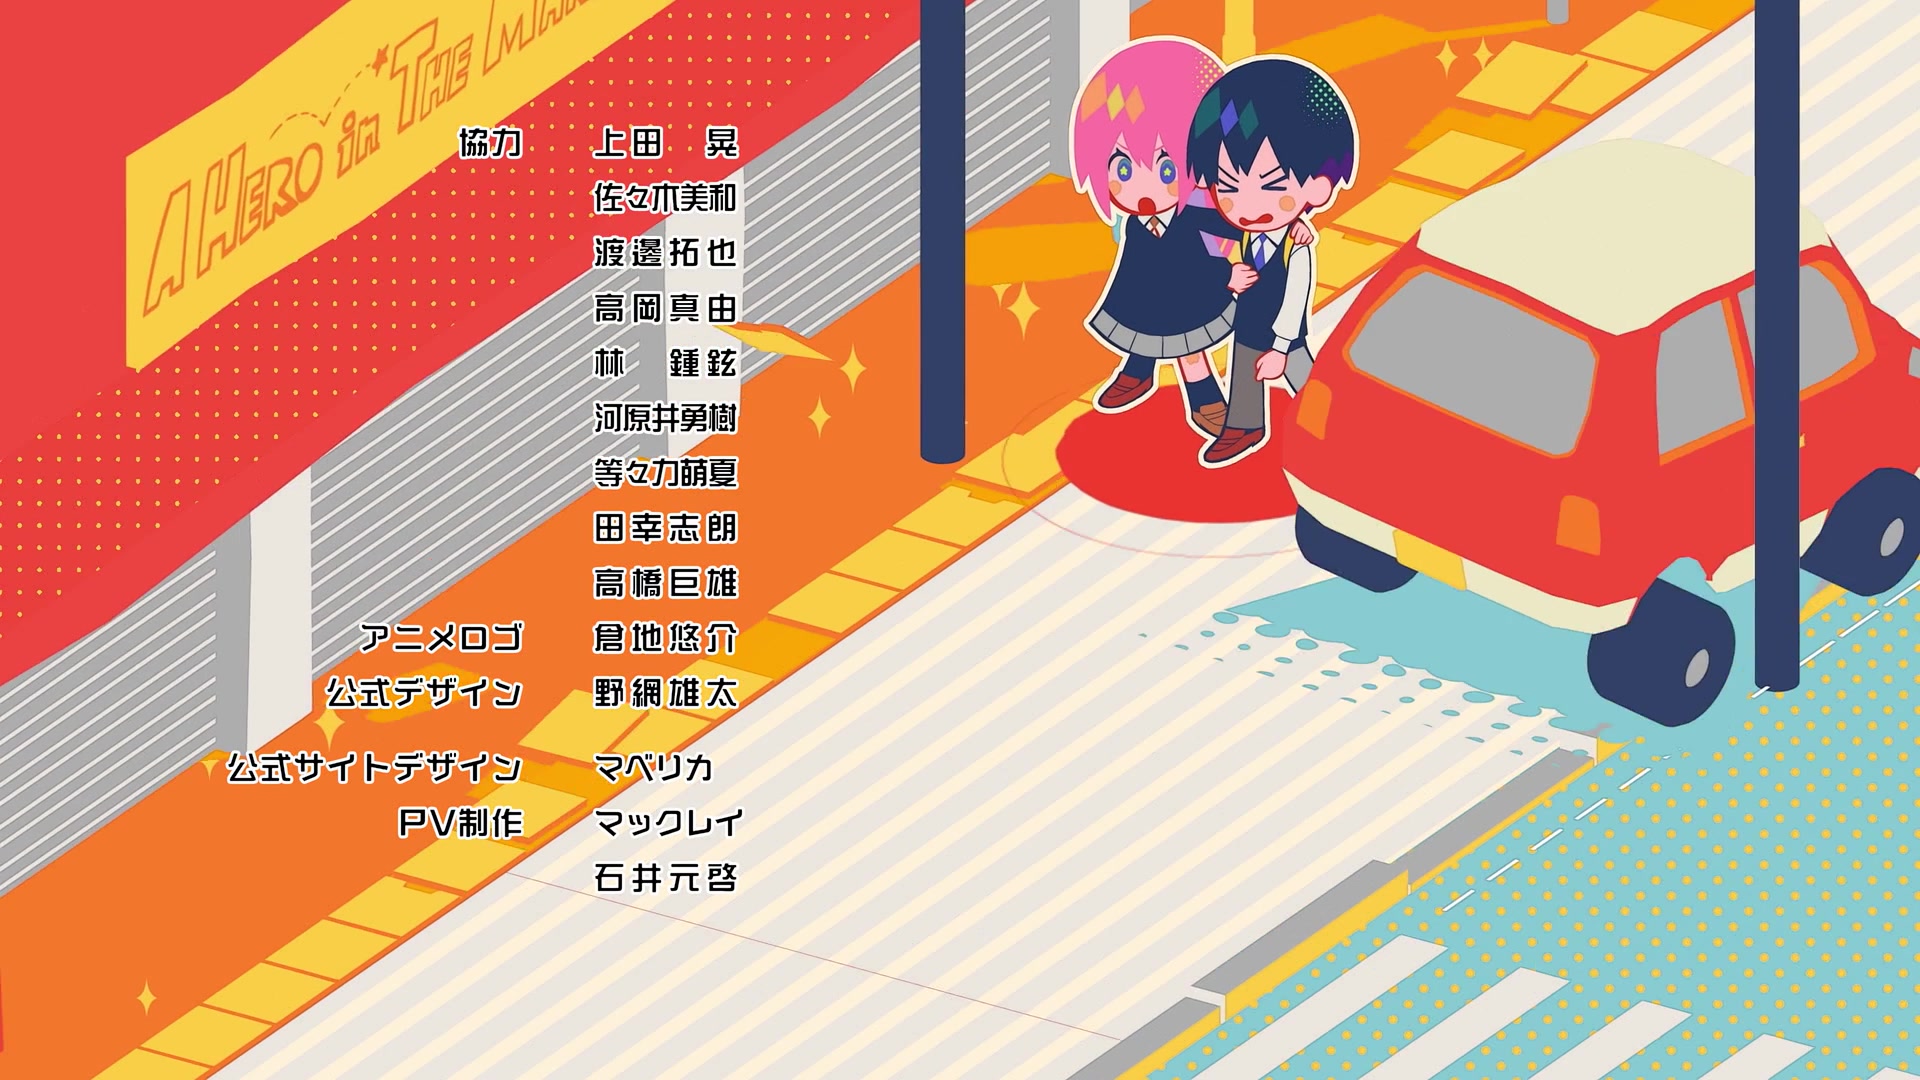 A HERO in THE MA
協力 上田 晃
佐々木美和
渡邊拓也
高岡真由
林 鍾鉉
河原井勇樹
等々力萌夏
田幸志朗
高橋巨雄
アニメロゴ 倉地悠介
公式デザイン 野網雄太
公式サイトデザイン マベリカ
PV制作 マックレイ
石井元啓